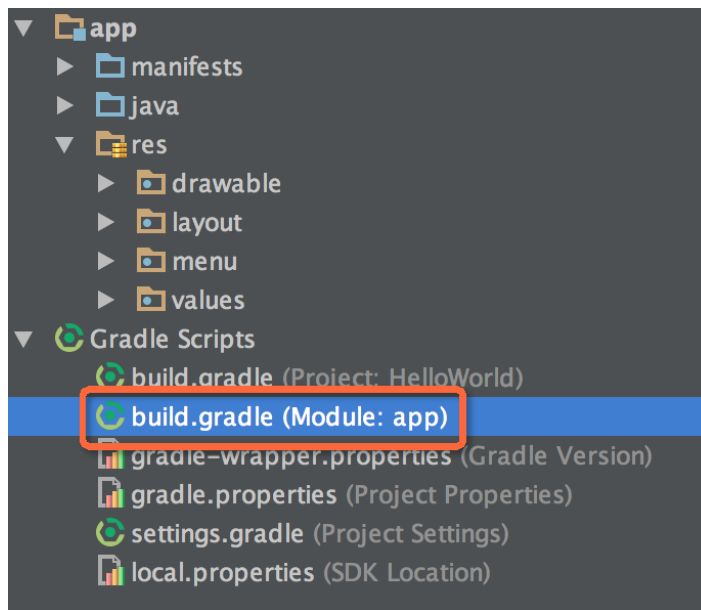 app
manifests
java
res
drawable
layout
menu
values
Gradle Scripts
build.gradle (Project: HelloWorld)
build.gradle (Module: app)
gradle-wrapper.properties (Gradle Version)
gradle.properties (Project Properties)
settings.gradle (Project Settings)
local.properties (SDK Location)